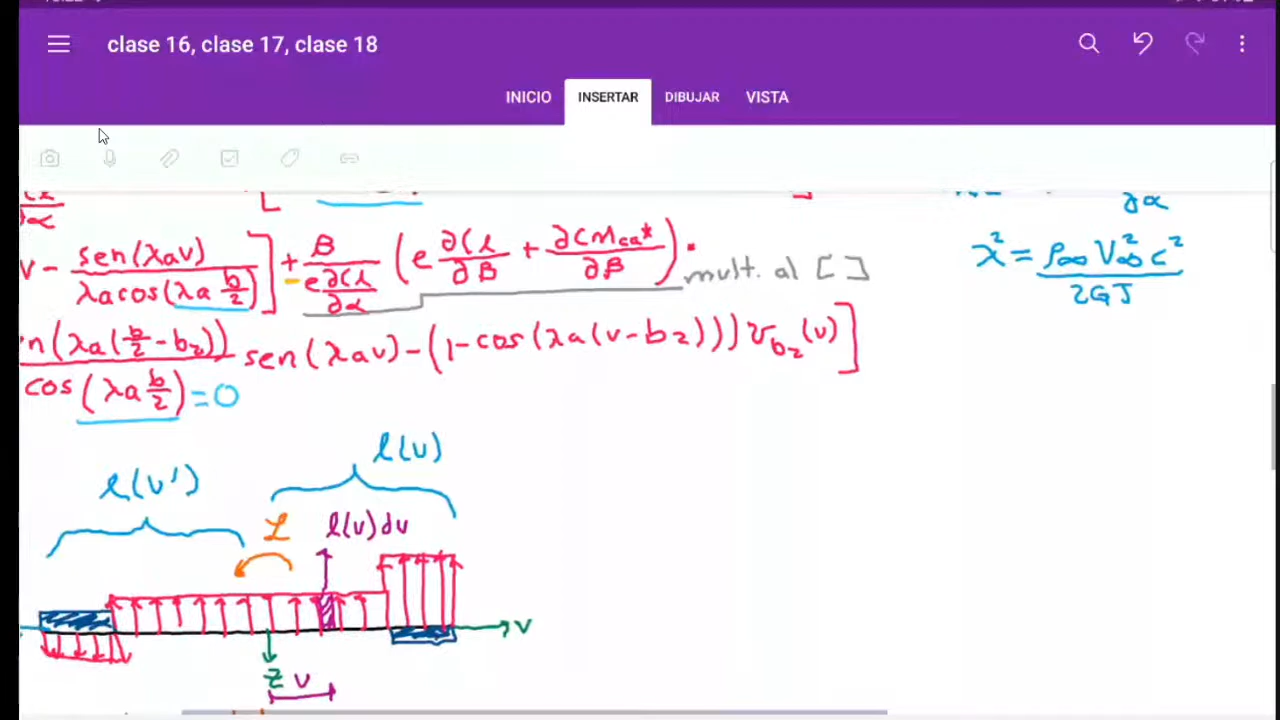 clase 16, clase 17, clase 18
INICIO INSERTAR DIBUJAR VISTA
∂α
∂α
v - sen(λav) / λa cos(λa b/2) ] + β / e ∂Cl/∂α (e ∂Cl/∂β + ∂CMca*/∂β) ·
mult. al [ ]
λ² = ρ∞ V∞² c² / 2GJ
n(λa(b/2 - b₂)) / cos(λa b/2) sen(λav) - (1 - cos(λa(v - b₂))) v_b₂(v) ]
= 0
l(v)
l(v')
L
l(v)dv
v
z
v